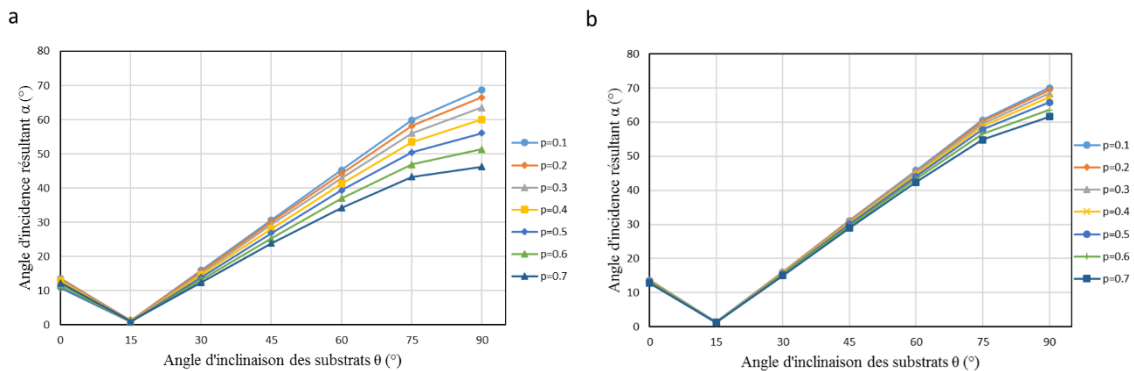 a
80
70
60
50
40
30
20
10
0
0 15 30 45 60 75 90
Angle d'incidence résultant α (°)
Angle d'inclinaison des substrats θ (°)
p=0.1
p=0.2
p=0.3
p=0.4
p=0.5
p=0.6
p=0.7
b
80
70
60
50
40
30
20
10
0
0 15 30 45 60 75 90
Angle d'incidence résultant α (°)
Angle d'inclinaison des substrats θ (°)
p=0.1
p=0.2
p=0.3
p=0.4
p=0.5
p=0.6
p=0.7